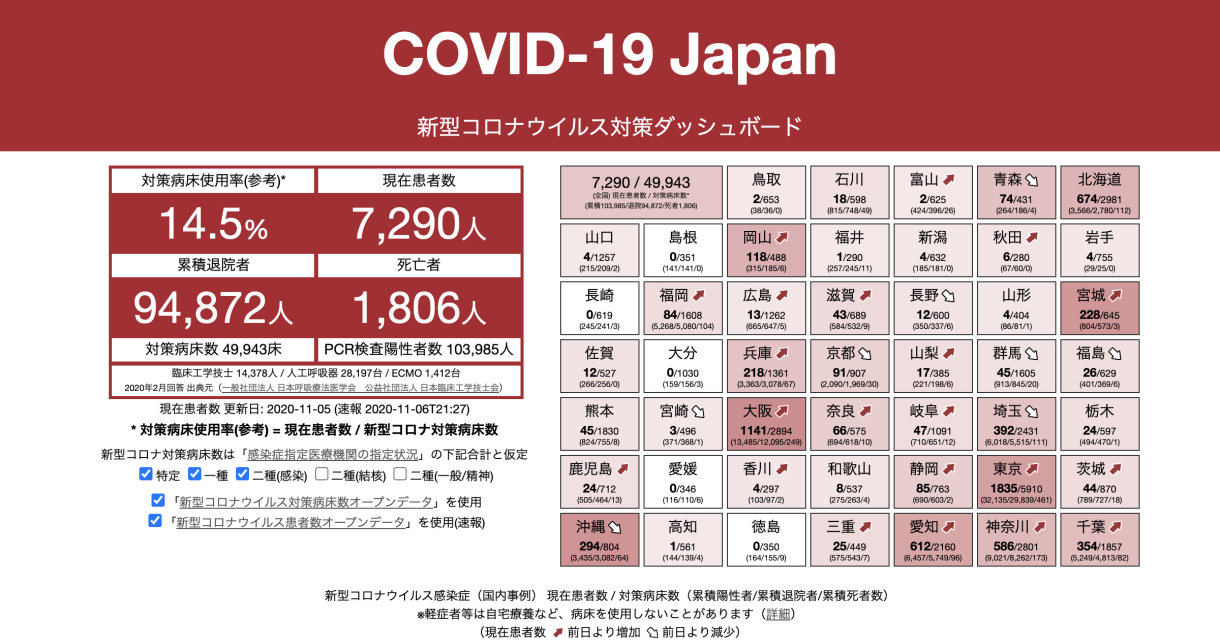 COVID-19 Japan
新型コロナウイルス対策ダッシュボード
対策病床使用率(参考)*
現在患者数
14.5%
7,290人
累積退院者
死亡者
94,872人
1,806人
対策病床数 49,943床
PCR検査陽性者数 103,985人
臨床工学技士 14,378人 / 人工呼吸器 28,197台 / ECMO 1,412台
2020年2月回答 出典元（一般社団法人 日本呼吸療法医学会　公益社団法人 日本臨床工学技士会）
現在患者数 更新日: 2020-11-05 (速報 2020-11-06T21:27)
* 対策病床使用率(参考) = 現在患者数 / 新型コロナ対策病床数
新型コロナ対策病床数は「感染症指定医療機関の指定状況」の下記合計と仮定
特定 一種 二種(感染) 二種(結核) 二種(一般/精神)
「新型コロナウイルス対策病床数オープンデータ」を使用
「新型コロナウイルス患者数オープンデータ」を使用(速報)
7,290 / 49,943
(全国) 現在患者数 / 対策病床数*
(累積103,985/退院94,872/死者1,806)
鳥取
2/653
(38/36/0)
石川
18/598
(815/748/49)
富山
2/625
(424/396/26)
青森
74/431
(264/186/4)
北海道
674/2981
(3,566/2,780/112)
山口
4/1257
(215/209/2)
島根
0/351
(141/141/0)
岡山
118/488
(315/185/6)
福井
1/290
(257/245/11)
新潟
4/632
(185/181/0)
秋田
6/280
(67/60/0)
岩手
4/755
(29/25/0)
長崎
0/619
(245/241/3)
福岡
84/1608
(5,268/5,080/104)
広島
13/1262
(665/647/5)
滋賀
43/689
(584/532/9)
長野
12/600
(350/337/6)
山形
4/404
(86/81/1)
宮城
228/645
(804/573/3)
佐賀
12/527
(266/256/0)
大分
0/1030
(159/156/3)
兵庫
218/1361
(3,363/3,078/67)
京都
91/907
(2,090/1,969/30)
山梨
17/385
(221/198/6)
群馬
45/1605
(913/845/20)
福島
26/629
(401/369/6)
熊本
45/1830
(824/755/8)
宮崎
3/496
(371/368/1)
大阪
1141/2894
(13,485/12,095/249)
奈良
66/575
(694/618/10)
岐阜
47/1091
(710/651/12)
埼玉
392/2431
(6,018/5,515/111)
栃木
24/597
(494/470/1)
鹿児島
24/712
(505/464/13)
愛媛
0/346
(116/110/6)
香川
4/297
(103/97/2)
和歌山
8/537
(275/263/4)
静岡
85/763
(690/603/2)
東京
1835/5910
(32,135/29,839/461)
茨城
44/870
(789/727/18)
沖縄
294/804
(3,435/3,082/64)
高知
1/561
(144/139/4)
徳島
0/350
(164/155/9)
三重
25/449
(575/543/7)
愛知
612/2160
(6,457/5,749/96)
神奈川
586/2801
(9,021/8,262/173)
千葉
354/1857
(5,249/4,813/82)
新型コロナウイルス感染症（国内事例） 現在患者数 / 対策病床数（累積陽性者/累積退院者/累積死者数）
※軽症者等は自宅療養など、病床を使用しないことがあります（詳細）
（現在患者数 前日より増加 前日より減少）